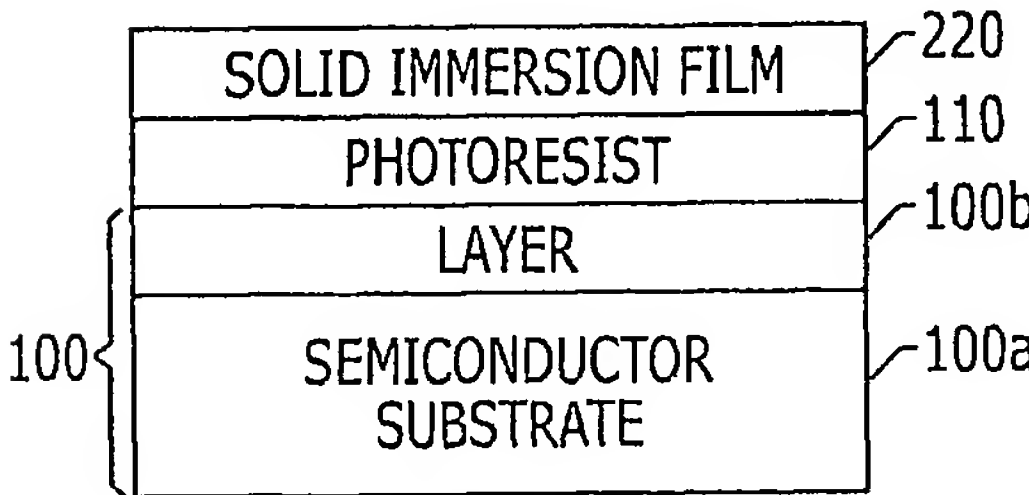 SOLID IMMERSION FILM
220
PHOTORESIST
110
LAYER
100b
100
SEMICONDUCTOR
SUBSTRATE
100a